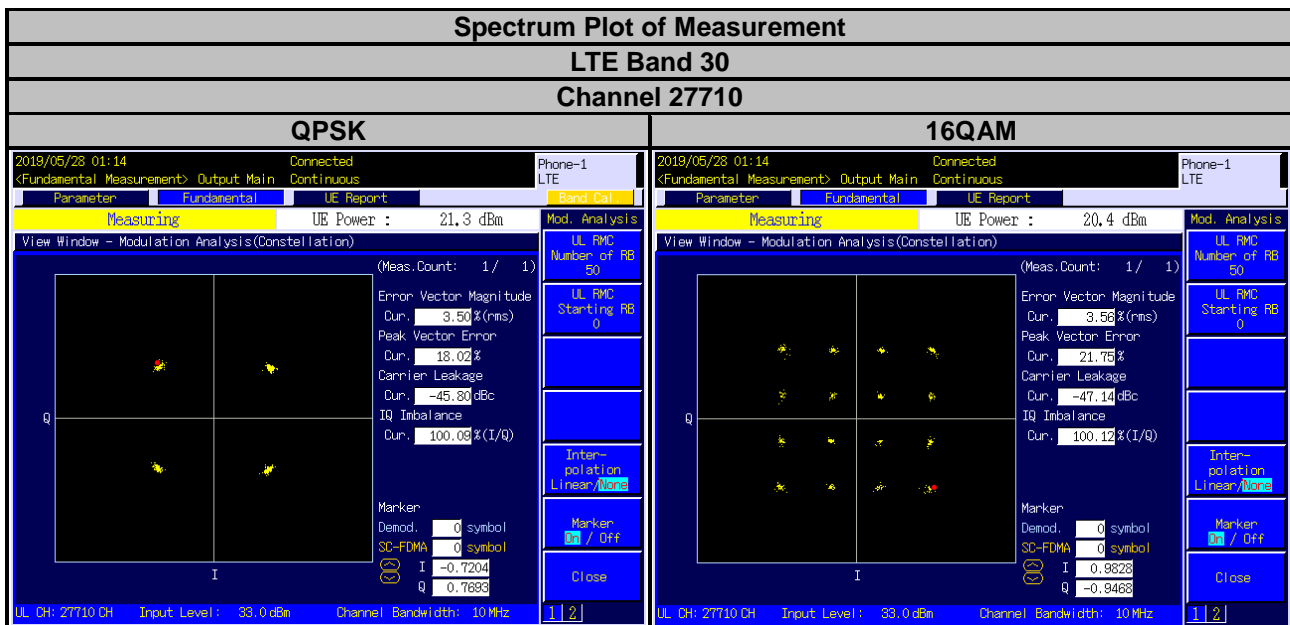 Spectrum Plot of Measurement
LTE Band 30
Channel 27710
QPSK
16QAM
2019/05/28 01:14 Connected
Phone-1
<Fundamental Measurement> Output Main Continuous
LTE
Parameter Fundamental UE Report
Band Cal.
Measuring UE Power : 21.3 dBm
Mod. Analysis
View Window - Modulation Analysis(Constellation)
UL RMC
Number of RB
50
(Meas.Count: 1/ 1)
Error Vector Magnitude
Cur. 3.50 %(rms)
UL RMC
Starting RB
0
Peak Vector Error
Cur. 18.02 %
Carrier Leakage
Cur. -45.80 dBc
IQ Imbalance
Cur. 100.09 %(I/Q)
Q
I
Inter-
polation
Linear/None
Marker
Demod. 0 symbol
SC-FDMA 0 symbol
I -0.7204
Q 0.7693
Marker
On / Off
Close
UL CH: 27710 CH Input Level: 33.0 dBm Channel Bandwidth: 10 MHz
1 2
2019/05/28 01:14 Connected
Phone-1
<Fundamental Measurement> Output Main Continuous
LTE
Parameter Fundamental UE Report
Measuring UE Power : 20.4 dBm
Mod. Analysis
View Window - Modulation Analysis(Constellation)
UL RMC
Number of RB
50
(Meas.Count: 1/ 1)
Error Vector Magnitude
Cur. 3.56 %(rms)
UL RMC
Starting RB
0
Peak Vector Error
Cur. 21.75 %
Carrier Leakage
Cur. -47.14 dBc
IQ Imbalance
Cur. 100.12 %(I/Q)
Q
I
Inter-
polation
Linear/None
Marker
Demod. 0 symbol
SC-FDMA 0 symbol
I 0.9828
Q -0.9468
Marker
On / Off
Close
UL CH: 27710 CH Input Level: 33.0 dBm Channel Bandwidth: 10 MHz
1 2